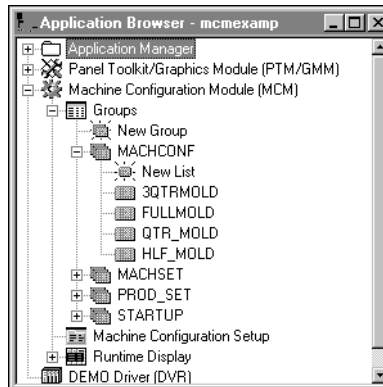 Application Browser - mcmexamp
Application Manager
Panel Toolkit/Graphics Module (PTM/GMM)
Machine Configuration Module (MCM)
Groups
New Group
MACHCONF
New List
3QTRMOLD
FULLMOLD
QTR_MOLD
HLF_MOLD
MACHSET
PROD_SET
STARTUP
Machine Configuration Setup
Runtime Display
DEMO Driver (DVR)